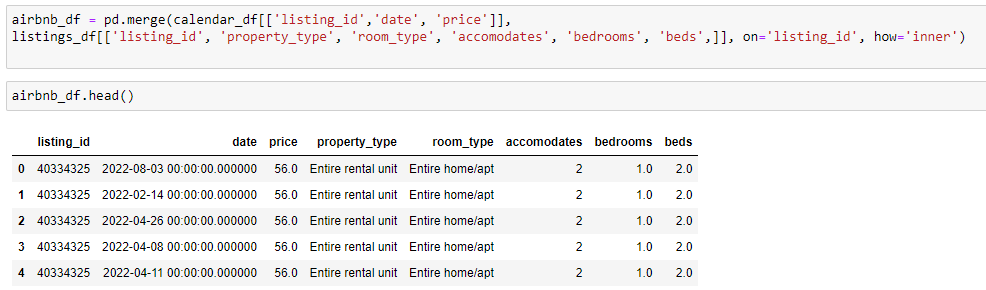 airbnb_df = pd.merge(calendar_df[['listing_id','date', 'price']],
listings_df[['listing_id', 'property_type', 'room_type', 'accomodates', 'bedrooms', 'beds',]], on='listing_id', how='inner')
airbnb_df.head()
listing_id date price property_type room_type accomodates bedrooms beds
0 40334325 2022-08-03 00:00:00.000000 56.0 Entire rental unit Entire home/apt 2 1.0 2.0
1 40334325 2022-02-14 00:00:00.000000 56.0 Entire rental unit Entire home/apt 2 1.0 2.0
2 40334325 2022-04-26 00:00:00.000000 56.0 Entire rental unit Entire home/apt 2 1.0 2.0
3 40334325 2022-04-08 00:00:00.000000 56.0 Entire rental unit Entire home/apt 2 1.0 2.0
4 40334325 2022-04-11 00:00:00.000000 56.0 Entire rental unit Entire home/apt 2 1.0 2.0